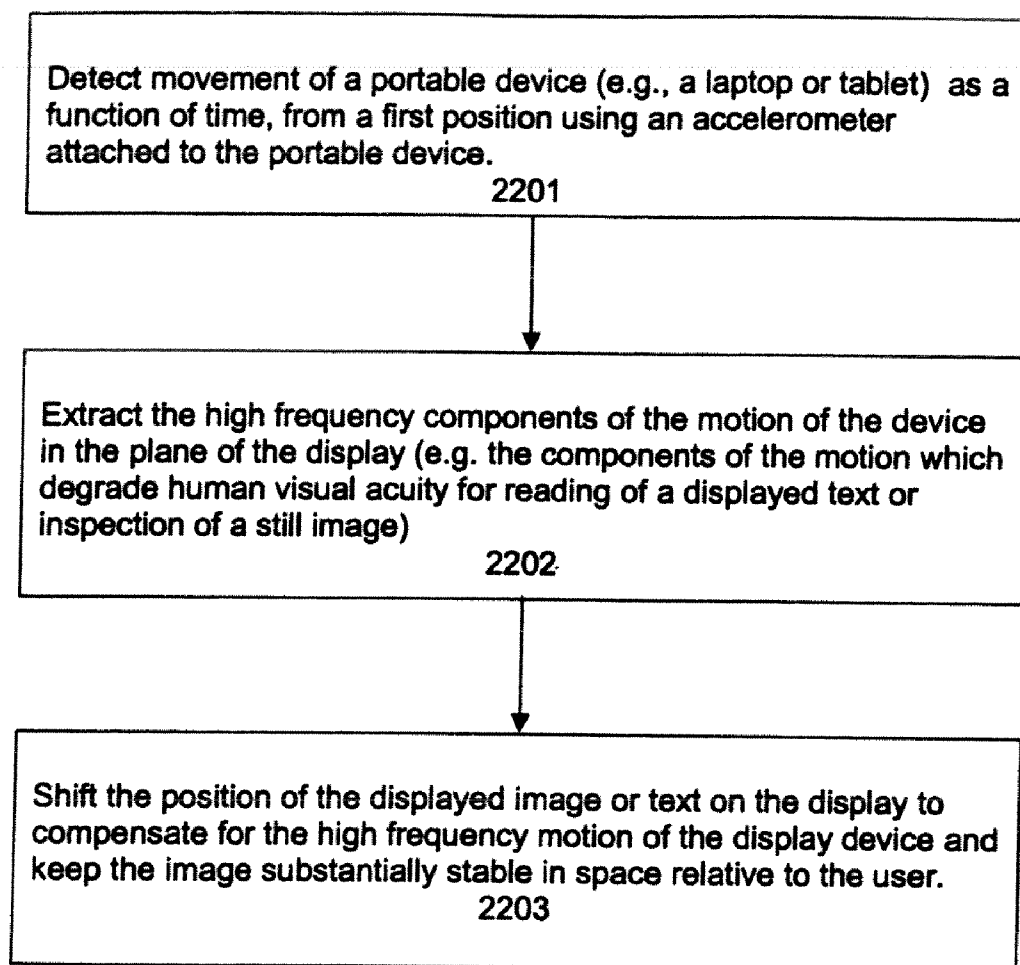 Detect movement of a portable device (e.g., a laptop or tablet) as a
function of time, from a first position using an accelerometer
attached to the portable device.
2201
Extract the high frequency components of the motion of the device
in the plane of the display (e.g. the components of the motion which
degrade human visual acuity for reading of a displayed text or
inspection of a still image)
2202
Shift the position of the displayed image or text on the display to
compensate for the high frequency motion of the display device and
keep the image substantially stable in space relative to the user.
2203